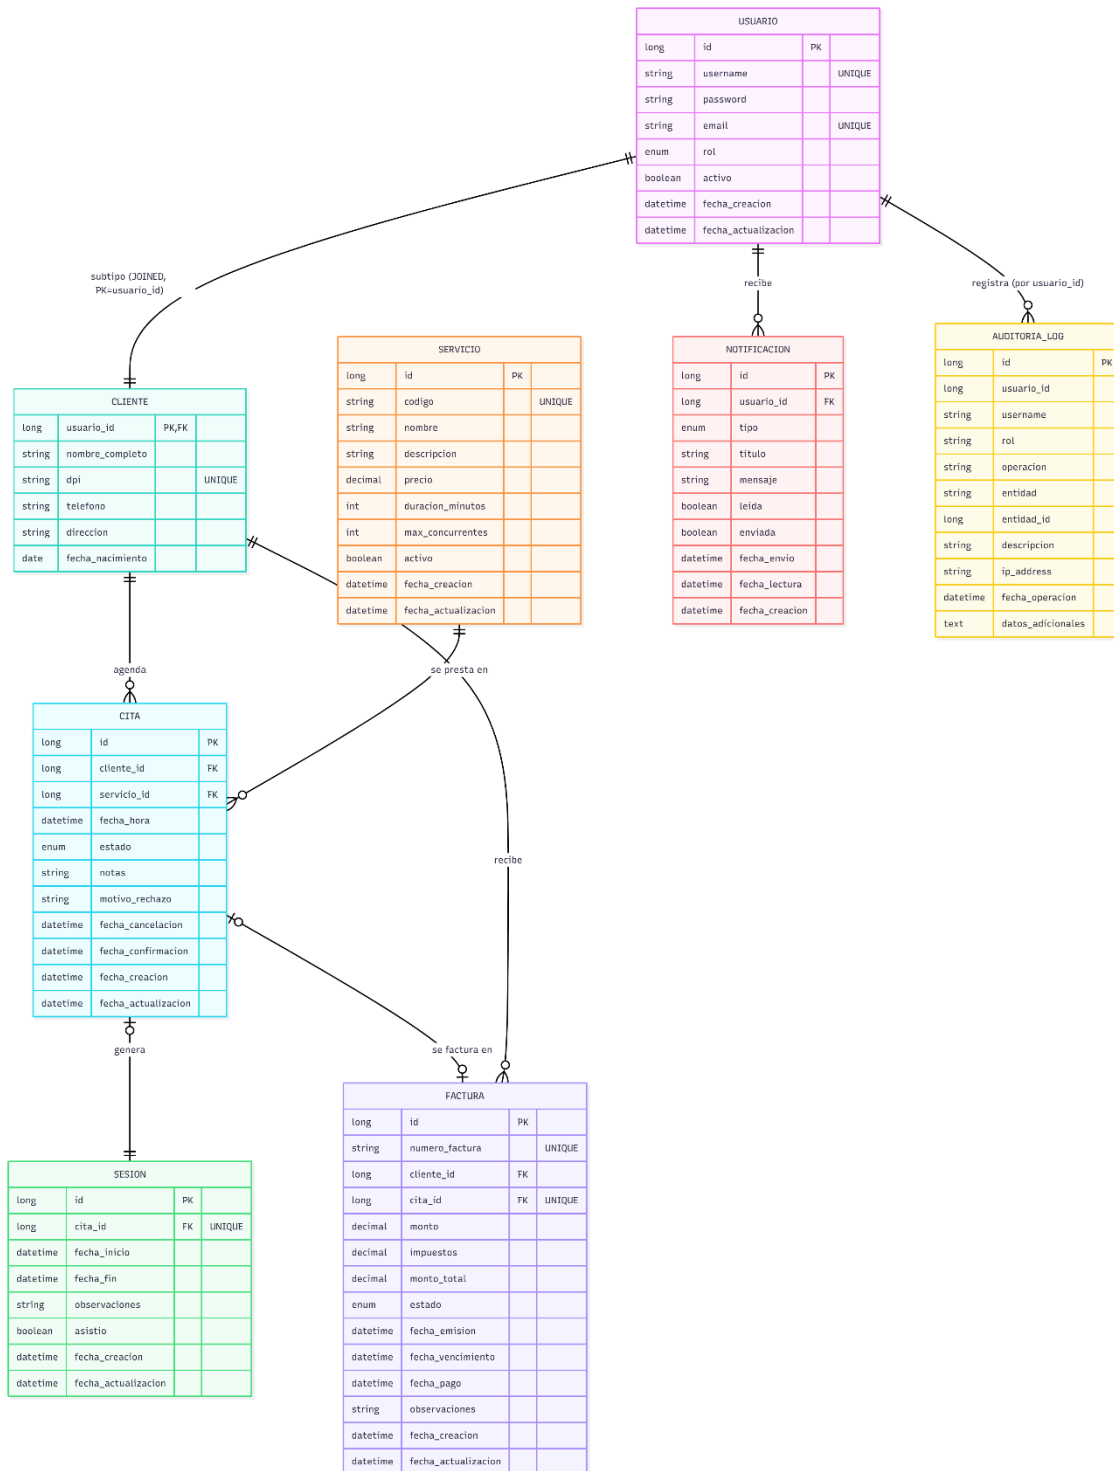 USUARIO
long id PK
string username UNIQUE
string password
string email UNIQUE
enum rol
boolean activo
datetime fecha_creacion
datetime fecha_actualizacion
subtipo (JOINED,
PK=usuario_id)
recibe
registra (por usuario_id)
CLIENTE
long usuario_id PK,FK
string nombre_completo
string dpi UNIQUE
string telefono
string direccion
date fecha_nacimiento
SERVICIO
long id PK
string codigo UNIQUE
string nombre
string descripcion
decimal precio
int duracion_minutos
int max_concurrentes
boolean activo
datetime fecha_creacion
datetime fecha_actualizacion
NOTIFICACION
long id PK
long usuario_id FK
enum tipo
string titulo
string mensaje
boolean leida
boolean enviada
datetime fecha_envio
datetime fecha_lectura
datetime fecha_creacion
AUDITORIA_LOG
long id PK
long usuario_id
string username
string rol
string operacion
string entidad
long entidad_id
string descripcion
string ip_address
datetime fecha_operacion
text datos_adicionales
agenda
se presta en
CITA
long id PK
long cliente_id FK
long servicio_id FK
datetime fecha_hora
enum estado
string notas
string motivo_rechazo
datetime fecha_cancelacion
datetime fecha_confirmacion
datetime fecha_creacion
datetime fecha_actualizacion
recibe
genera
se factura en
SESION
long id PK
long cita_id FK UNIQUE
datetime fecha_inicio
datetime fecha_fin
string observaciones
boolean asistio
datetime fecha_creacion
datetime fecha_actualizacion
FACTURA
long id PK
string numero_factura UNIQUE
long cliente_id FK
long cita_id FK UNIQUE
decimal monto
decimal impuestos
decimal monto_total
enum estado
datetime fecha_emision
datetime fecha_vencimiento
datetime fecha_pago
string observaciones
datetime fecha_creacion
datetime fecha_actualizacion